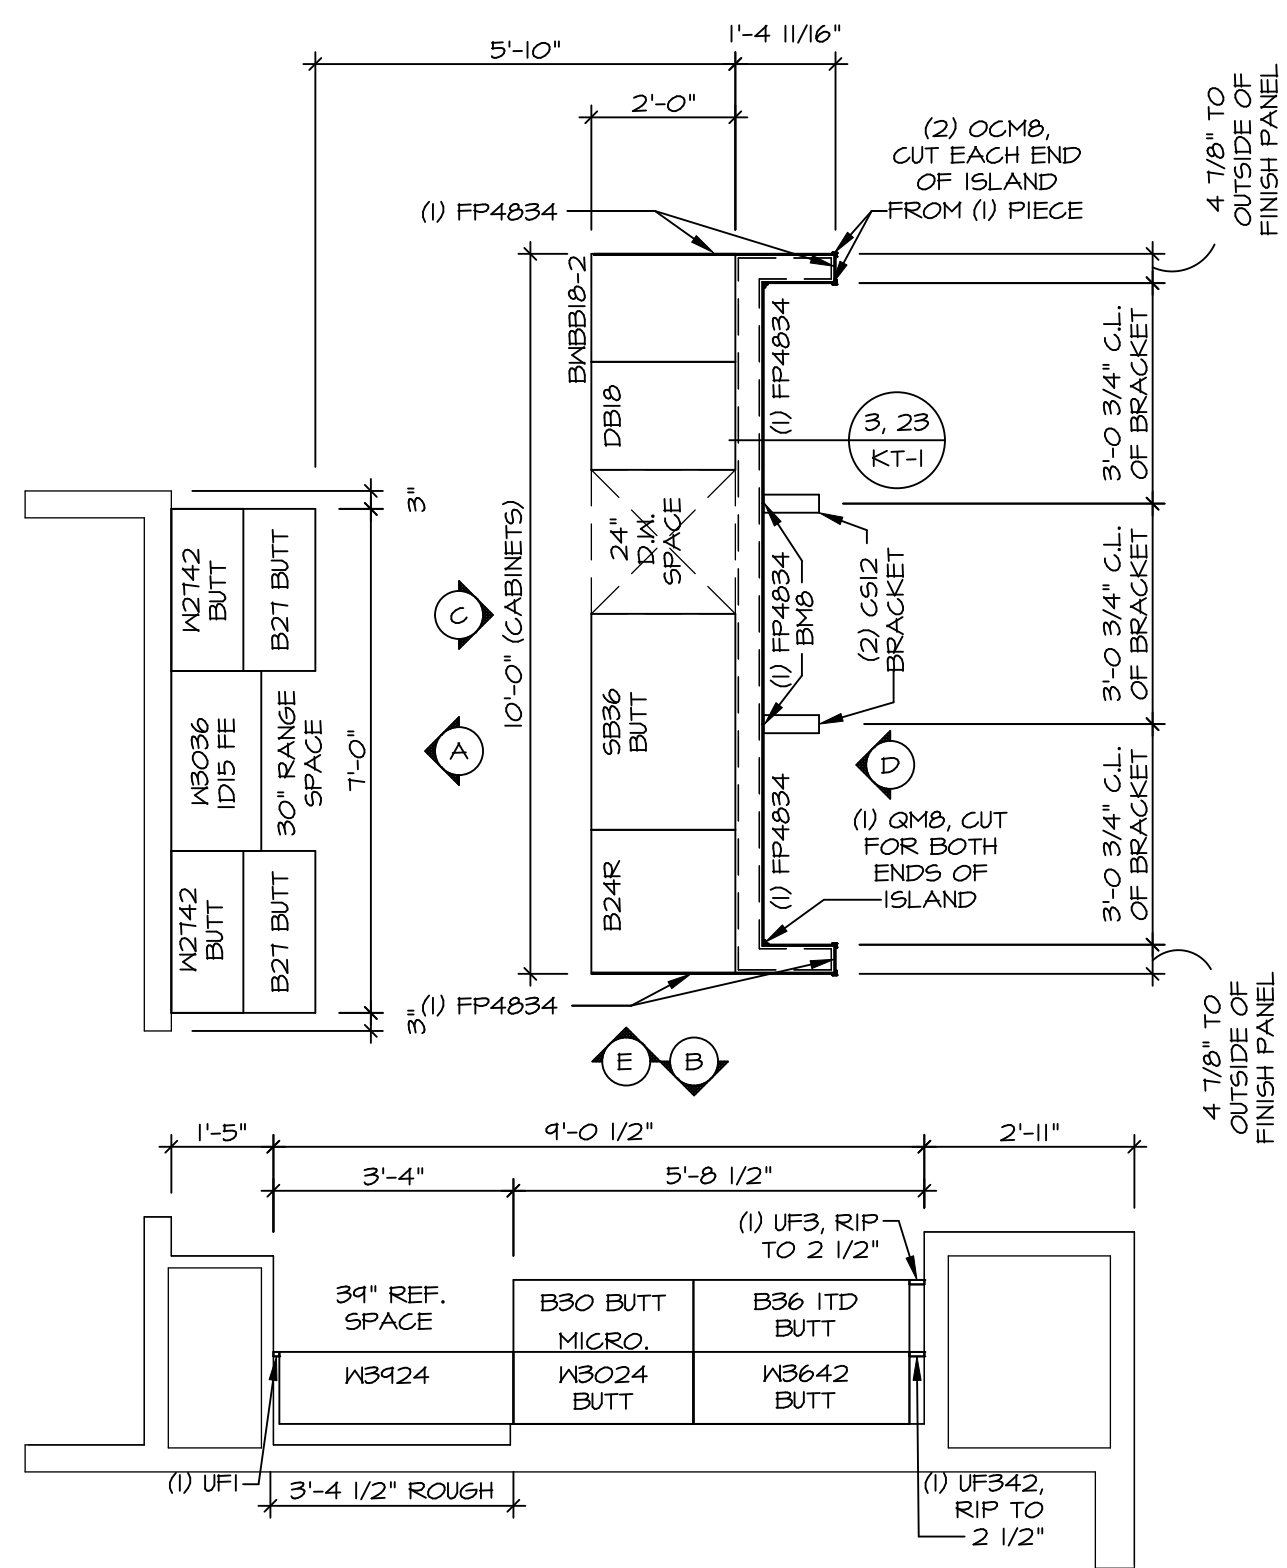 5'-10"
1'-4 11/16"
2'-0"
(2) OCM8,
CUT EACH END
OF ISLAND
FROM (1) PIECE
4 7/8" TO
OUTSIDE OF
FINISH PANEL
(1) FP4834
BWBB18-2
(1) FP4834
DB18
3, 23
KT-1
3'-0 3/4" C.L.
OF BRACKET
3"
24"
D.W.
SPACE
10'-0" (CABINETS)
W2742
BUTT
B27 BUTT
C
(1) FP4834
BM8
(2) CS12
BRACKET
3'-0 3/4" C.L.
OF BRACKET
W3036
1D15 FE
30" RANGE
SPACE
7'-0"
A
SB36
BUTT
D
(1) FP4834
(1) QM8, CUT
FOR BOTH
ENDS OF
ISLAND
3'-0 3/4" C.L.
OF BRACKET
W2742
BUTT
B27 BUTT
B24R
3"
(1) FP4834
E
B
4 7/8" TO
OUTSIDE OF
FINISH PANEL
1'-5"
9'-0 1/2"
2'-11"
3'-4"
5'-8 1/2"
(1) UF3, RIP
TO 2 1/2"
39" REF.
SPACE
B30 BUTT
MICRO.
B36 1TD
BUTT
W3924
W3024
BUTT
W3642
BUTT
(1) UF1
3'-4 1/2" ROUGH
(1) UF342,
RIP TO
2 1/2"